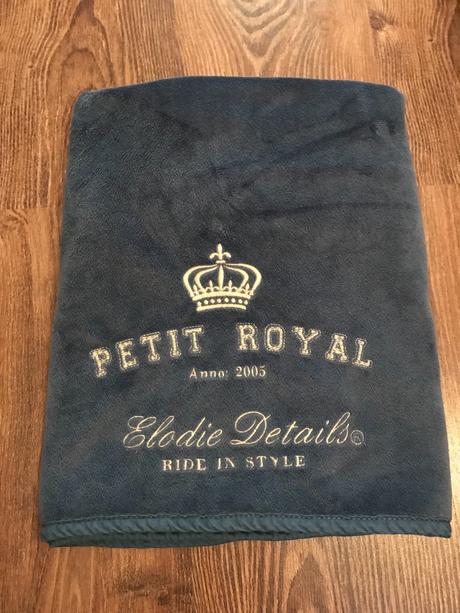 PETIT ROYAL
Anno: 2005
Elodie Details®
RIDE IN STYLE